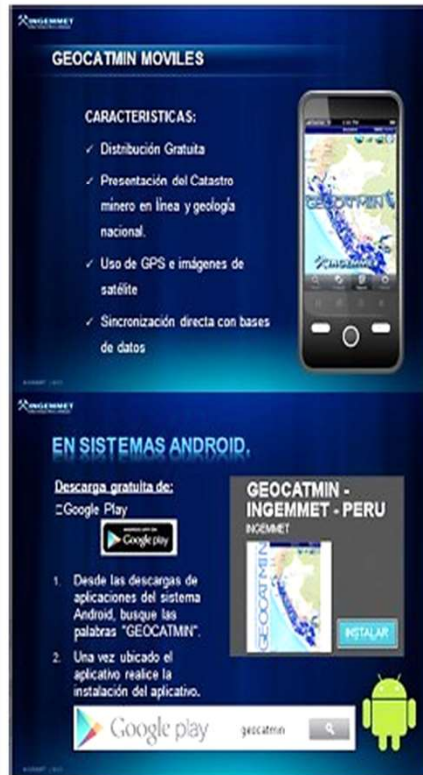 INGEMMET
GEOCATMIN MOVILES
CARACTERISTICAS:
✓ Distribución Gratuita
✓ Presentación del Catastro
minero en línea y geología
nacional.
✓ Uso de GPS e imágenes de
satélite
✓ Sincronización directa con bases
de datos
GEOCATMIN
INGEMMET
INGEMMET
EN SISTEMAS ANDROID.
Descarga gratuita de:
Google Play
Google play
1. Desde las descargas de
aplicaciones del sistema
Android, busque las
palabras "GEOCATMIN".
2. Una vez ubicado el
aplicativo realice la
instalación del aplicativo.
GEOCATMIN -
INGEMMET - PERU
INGEMMET
GEOCATMIN
INSTALAR
Google play
geocatmin